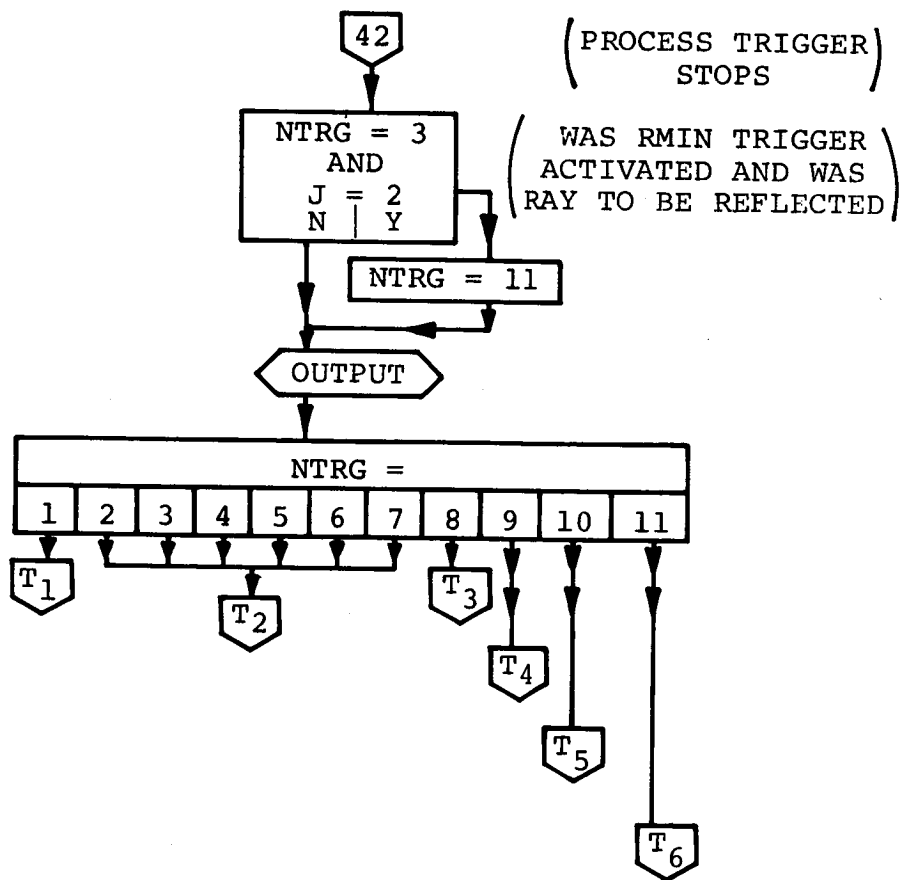 42
(PROCESS TRIGGER
STOPS)
NTRG = 3
AND
J = 2
N | Y
(WAS RMIN TRIGGER
ACTIVATED AND WAS
RAY TO BE REFLECTED)
NTRG = 11
OUTPUT
NTRG =
1 2 3 4 5 6 7 8 9 10 11
T1
T2
T3
T4
T5
T6